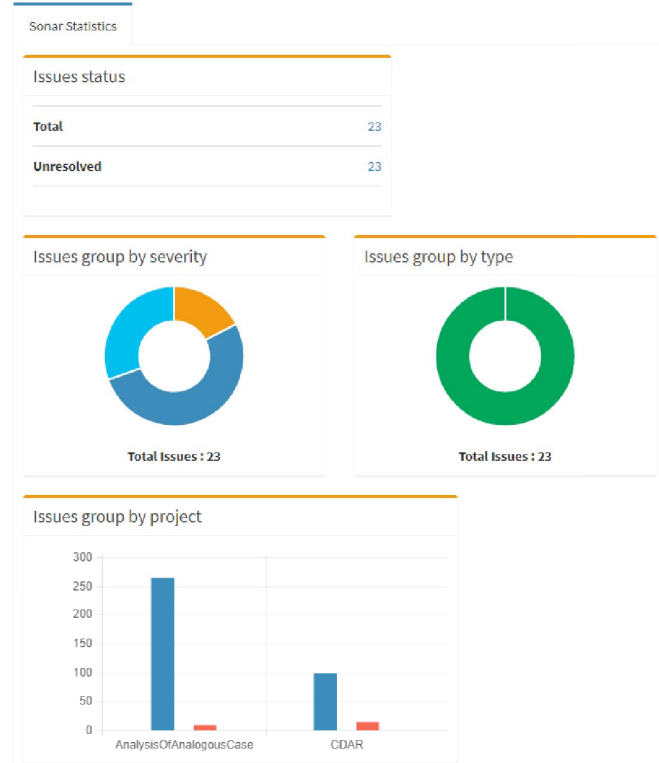 Sonar Statistics
Issues status
Total 23
Unresolved 23
Issues group by severity
Issues group by type
Total Issues : 23
Total Issues : 23
Issues group by project
300
250
200
150
100
50
0
AnalysisOfAnalogousCase CDAR